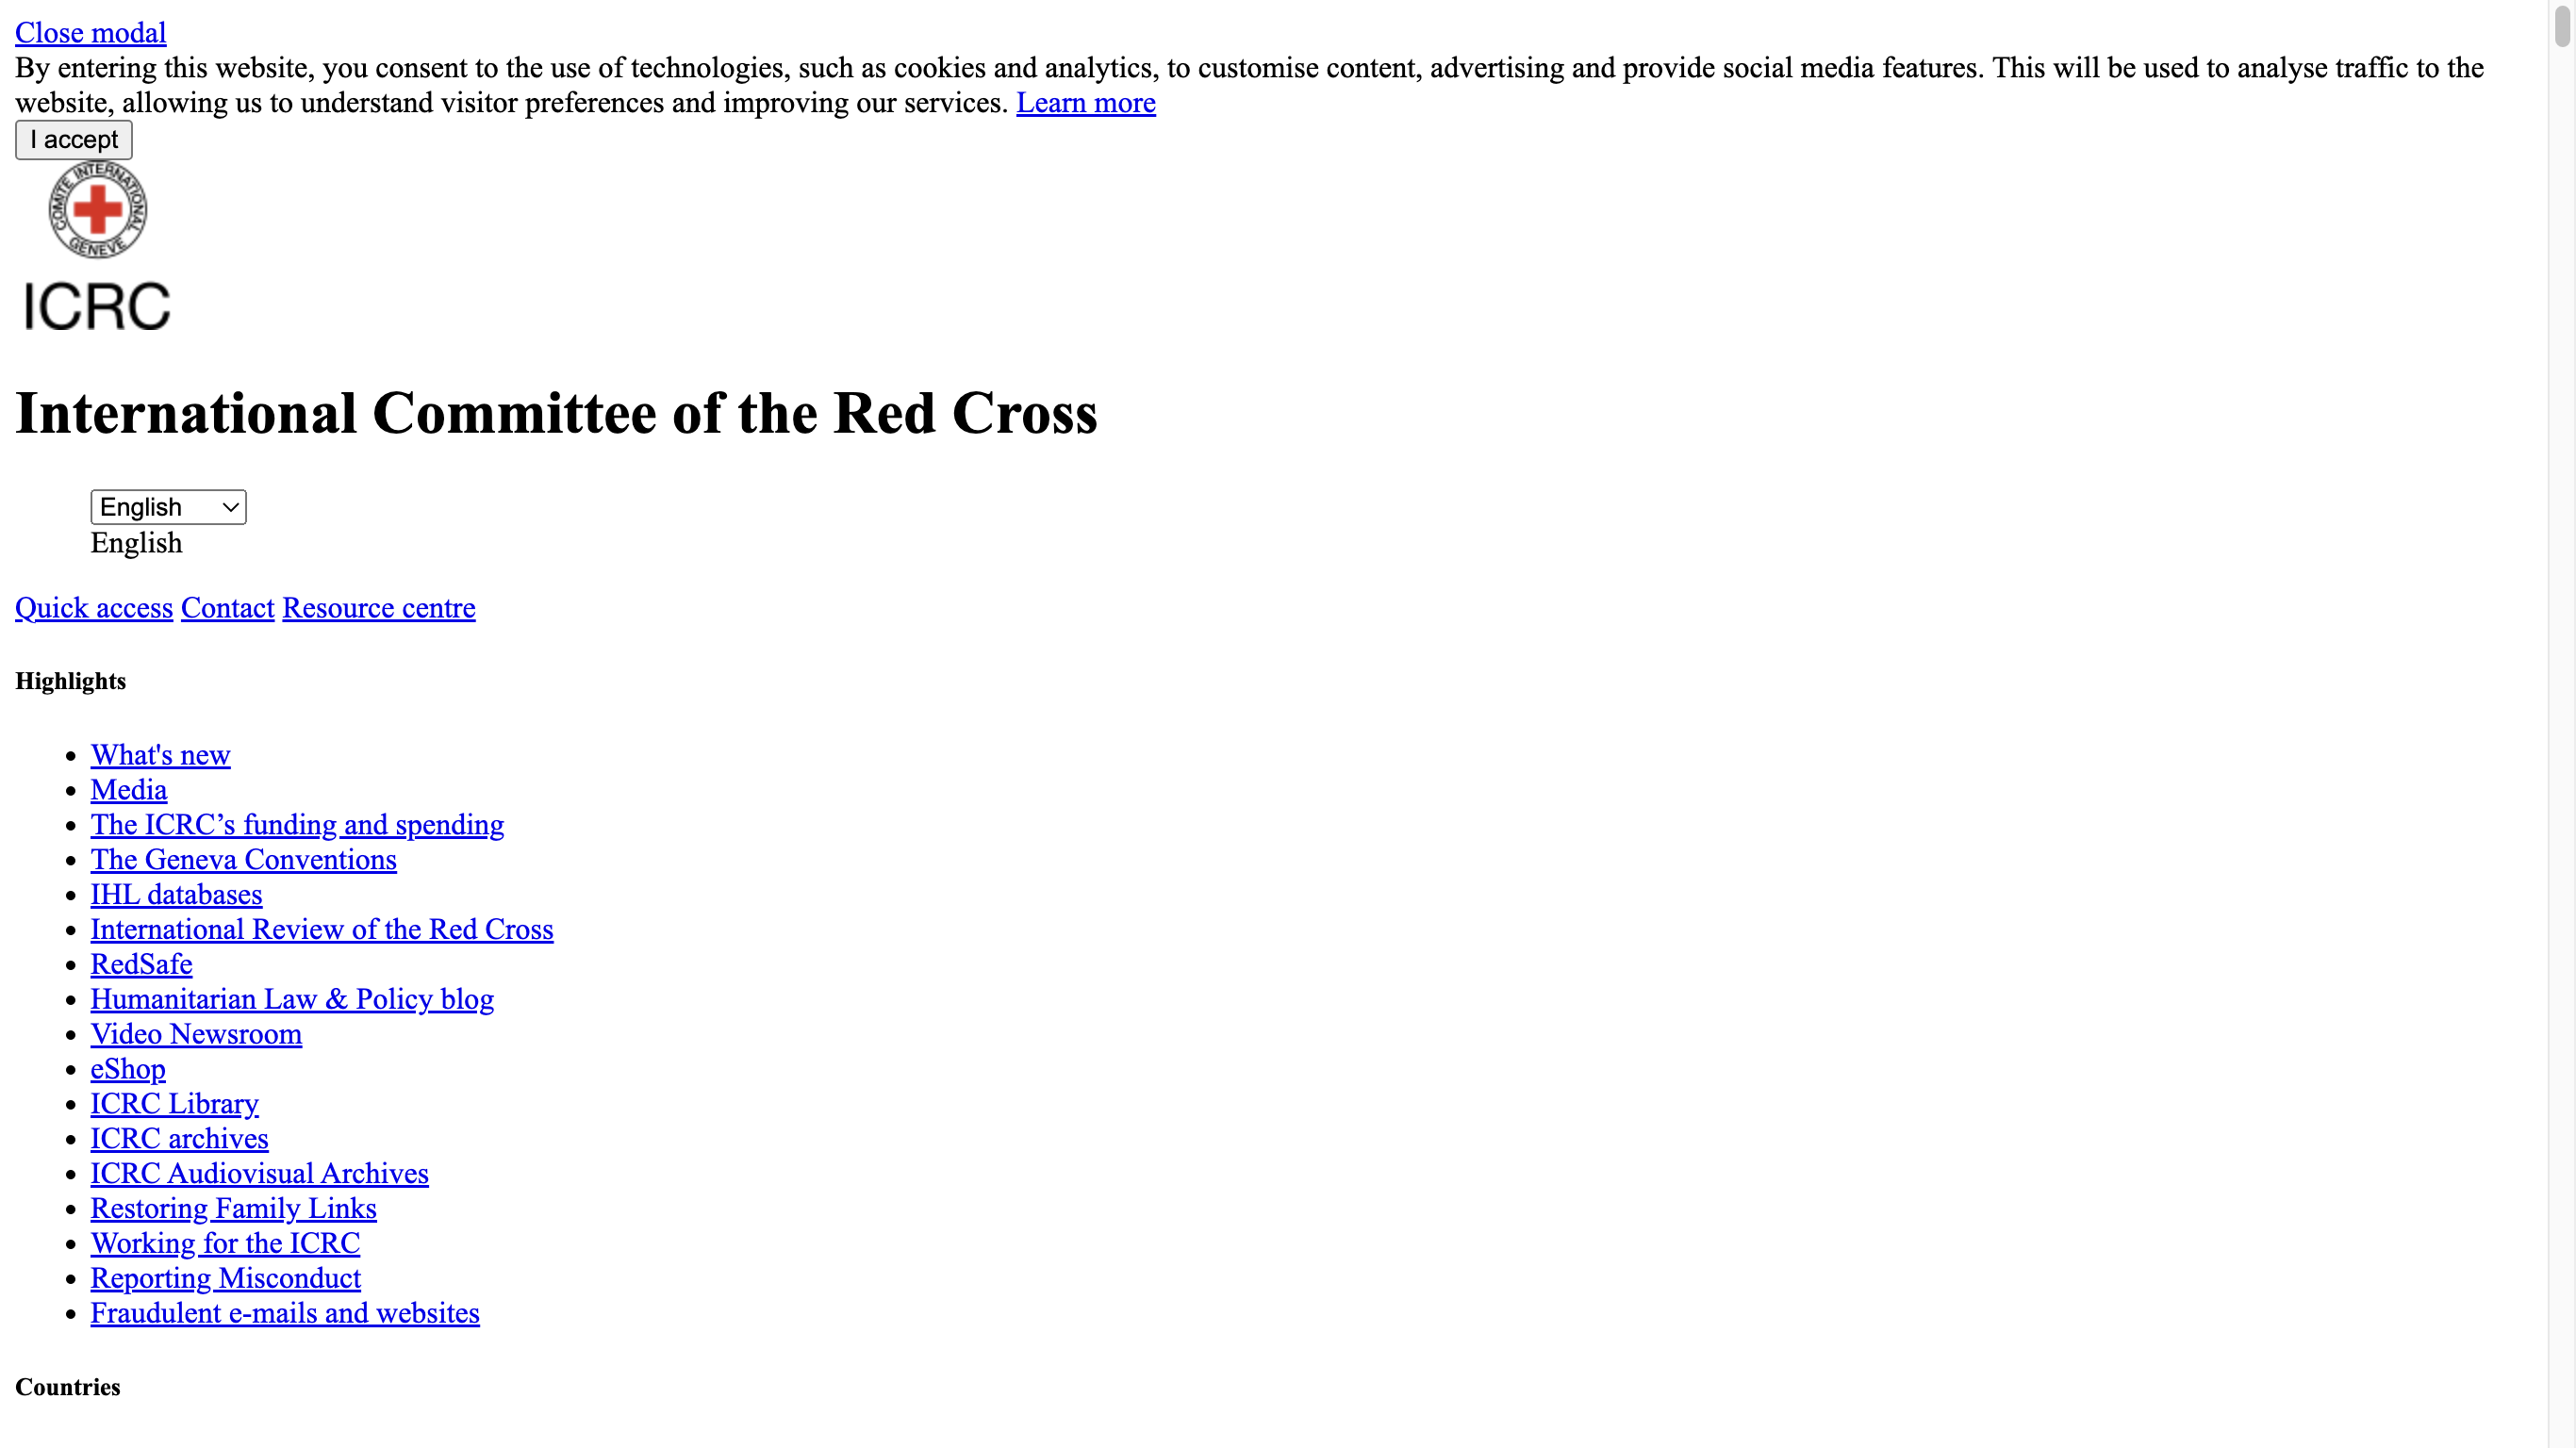 Close modal
By entering this website, you consent to the use of technologies, such as cookies and analytics, to customise content, advertising and provide social media features. This will be used to analyse traffic to the
website, allowing us to understand visitor preferences and improving our services. Learn more
I accept
COMITE INTERNATIONAL
GENEVE
ICRC
International Committee of the Red Cross
English
English
Quick access Contact Resource centre
Highlights
What's new
Media
The ICRC’s funding and spending
The Geneva Conventions
IHL databases
International Review of the Red Cross
RedSafe
Humanitarian Law & Policy blog
Video Newsroom
eShop
ICRC Library
ICRC archives
ICRC Audiovisual Archives
Restoring Family Links
Working for the ICRC
Reporting Misconduct
Fraudulent e-mails and websites
Countries